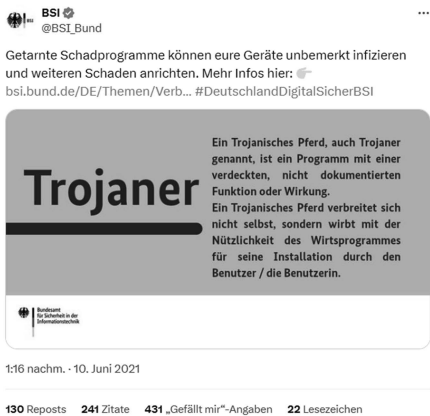 BSI
@BSI_Bund
Getarnte Schadprogramme können eure Geräte unbemerkt infizieren
und weiteren Schaden anrichten. Mehr Infos hier: 👉
bsi.bund.de/DE/Themen/Verb... #DeutschlandDigitalSicherBSI
Trojaner
Ein Trojanisches Pferd, auch Trojaner
genannt, ist ein Programm mit einer
verdeckten, nicht dokumentierten
Funktion oder Wirkung.
Ein Trojanisches Pferd verbreitet sich
nicht selbst, sondern wirbt mit der
Nützlichkeit des Wirtsprogrammes
für seine Installation durch den
Benutzer / die Benutzerin.
Bundesamt
für Sicherheit in der
Informationstechnik
1:16 nachm. · 10. Juni 2021
130 Reposts 241 Zitate 431 „Gefällt mir“-Angaben 22 Lesezeichen